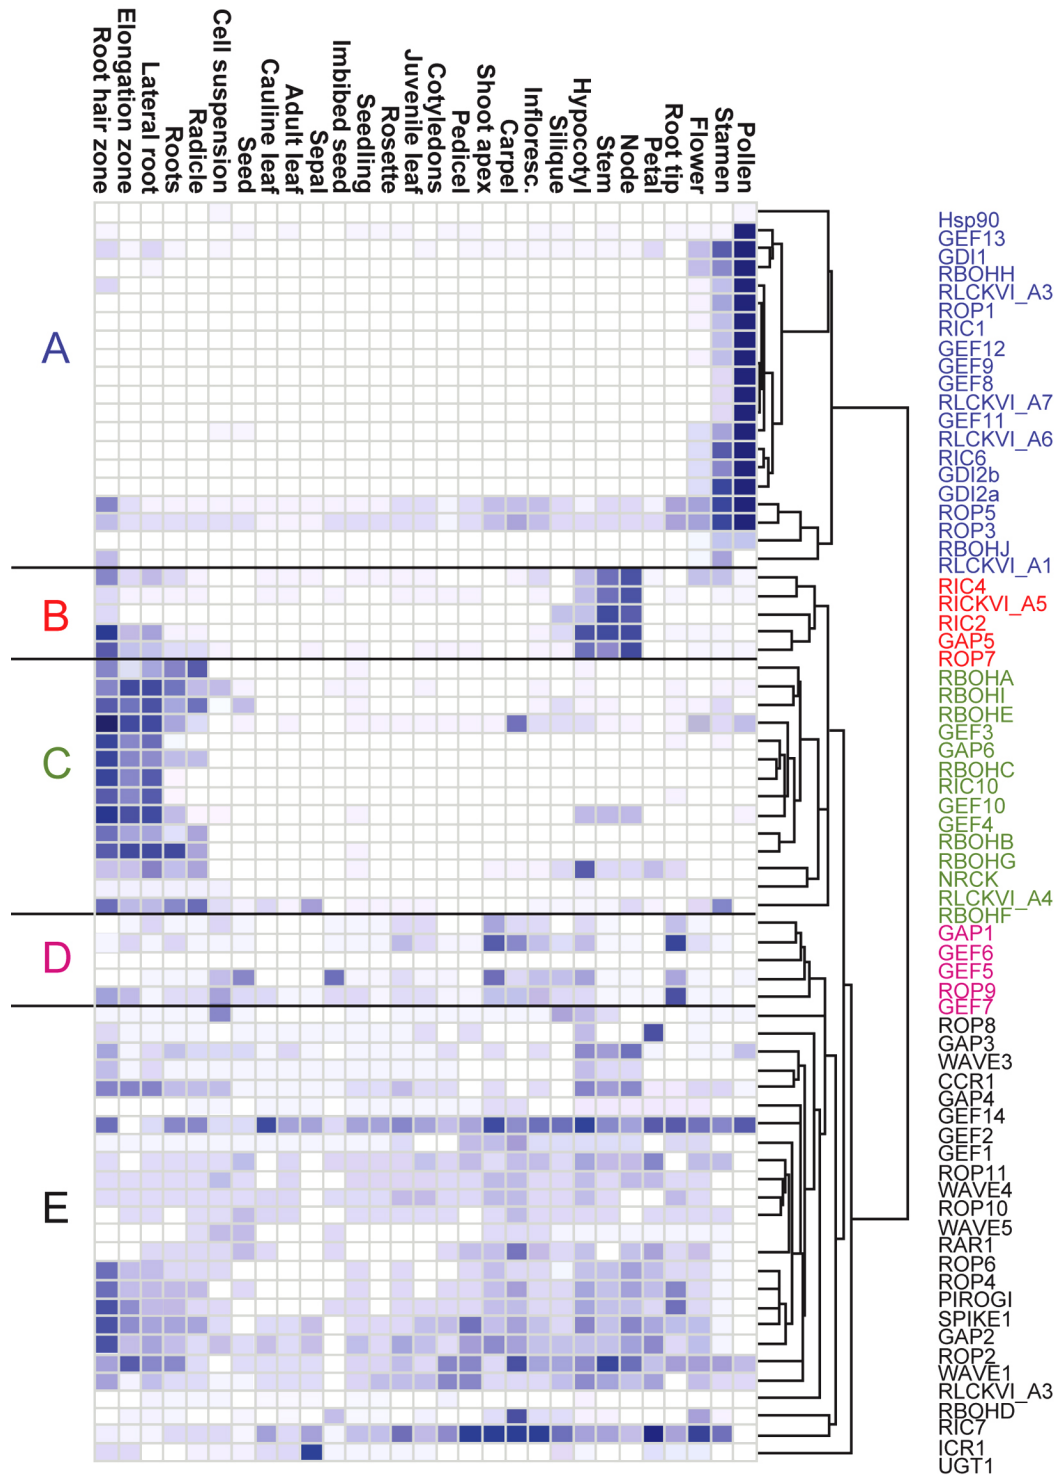 Root hair zone
Elongation zone
Lateral root
Roots
Radicle
Cell suspension
Seed
Cauline leaf
Adult leaf
Sepal
Imbibed seed
Seedling
Rosette
Juvenile leaf
Cotyledons
Pedicel
Shoot apex
Carpel
Infloresc.
Silique
Hypocotyl
Stem
Node
Petal
Root tip
Flower
Stamen
Pollen
A
B
C
D
E
Hsp90
GEF13
GDI1
RBOHH
RLCKVI_A3
ROP1
RIC1
GEF12
GEF9
GEF8
RLCKVI_A7
GEF11
RLCKVI_A6
RIC6
GDI2b
GDI2a
ROP5
ROP3
RBOHJ
RLCKVI_A1
RIC4
RICKVI_A5
RIC2
GAP5
ROP7
RBOHA
RBOHI
RBOHE
GEF3
GAP6
RBOHC
RIC10
GEF10
GEF4
RBOHB
RBOHG
NRCK
RLCKVI_A4
RBOHF
GAP1
GEF6
GEF5
ROP9
GEF7
ROP8
GAP3
WAVE3
CCR1
GAP4
GEF14
GEF2
GEF1
ROP11
WAVE4
ROP10
WAVE5
RAR1
ROP6
ROP4
PIROGI
SPIKE1
GAP2
ROP2
WAVE1
RLCKVI_A3
RBOHD
RIC7
ICR1
UGT1